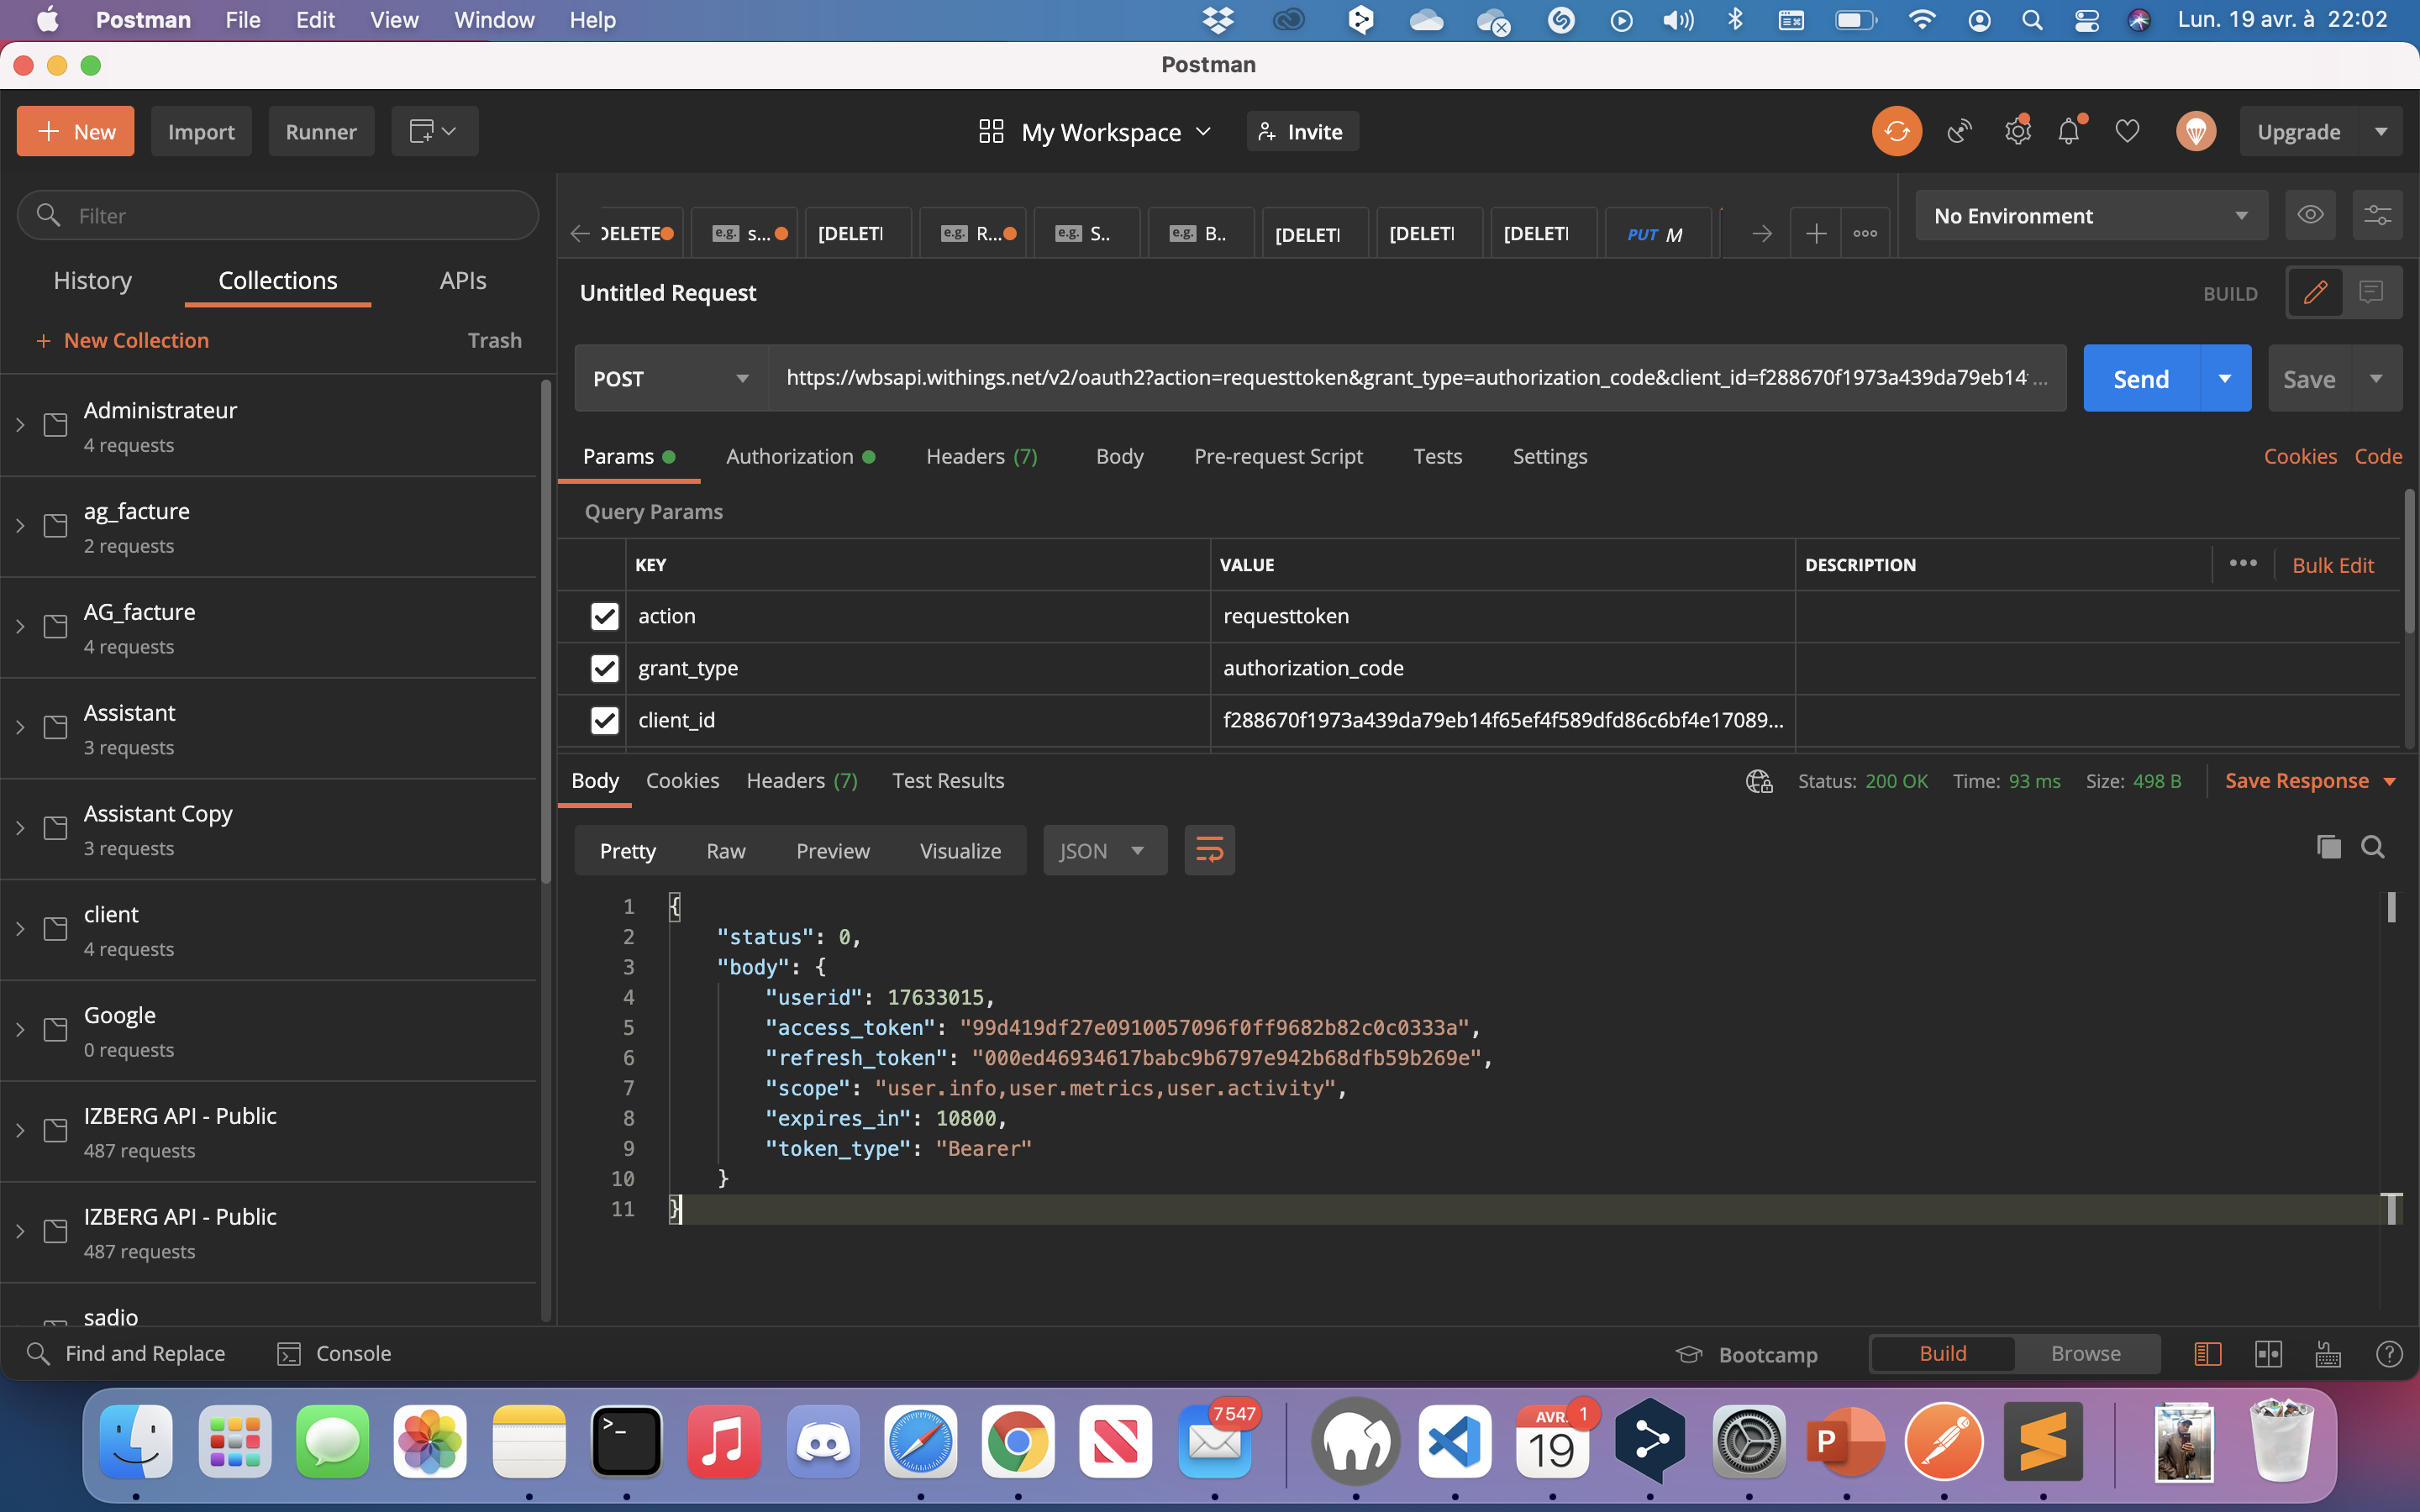 Postman File Edit View Window Help Lun. 19 avr. à 22:02
Postman
+ New Import Runner My Workspace Invite Upgrade
Filter
DELETE e.g. s... [DELETI e.g. R... e.g. S.. e.g. B.. [DELETI [DELETI [DELETI PUT M No Environment
History Collections APIs
+ New Collection Trash
Administrateur
4 requests
ag_facture
2 requests
AG_facture
4 requests
Assistant
3 requests
Assistant Copy
3 requests
client
4 requests
Google
0 requests
IZBERG API - Public
487 requests
IZBERG API - Public
487 requests
sadio
Untitled Request BUILD
POST https://wbsapi.withings.net/v2/oauth2?action=requesttoken&grant_type=authorization_code&client_id=f288670f1973a439da79eb14 ... Send Save
Params Authorization Headers (7) Body Pre-request Script Tests Settings Cookies Code
Query Params
KEY VALUE DESCRIPTION ••• Bulk Edit
action requesttoken
grant_type authorization_code
client_id f288670f1973a439da79eb14f65ef4f589dfd86c6bf4e17089...
Body Cookies Headers (7) Test Results Status: 200 OK Time: 93 ms Size: 498 B Save Response
Pretty Raw Preview Visualize JSON
1 {
2 "status": 0,
3 "body": {
4 "userid": 17633015,
5 "access_token": "99d419df27e0910057096f0ff9682b82c0c0333a",
6 "refresh_token": "000ed46934617babc9b6797e942b68dfb59b269e",
7 "scope": "user.info,user.metrics,user.activity",
8 "expires_in": 10800,
9 "token_type": "Bearer"
10 }
11 }
Find and Replace Console Bootcamp Build Browse
7 547 AVR. 1
19 P